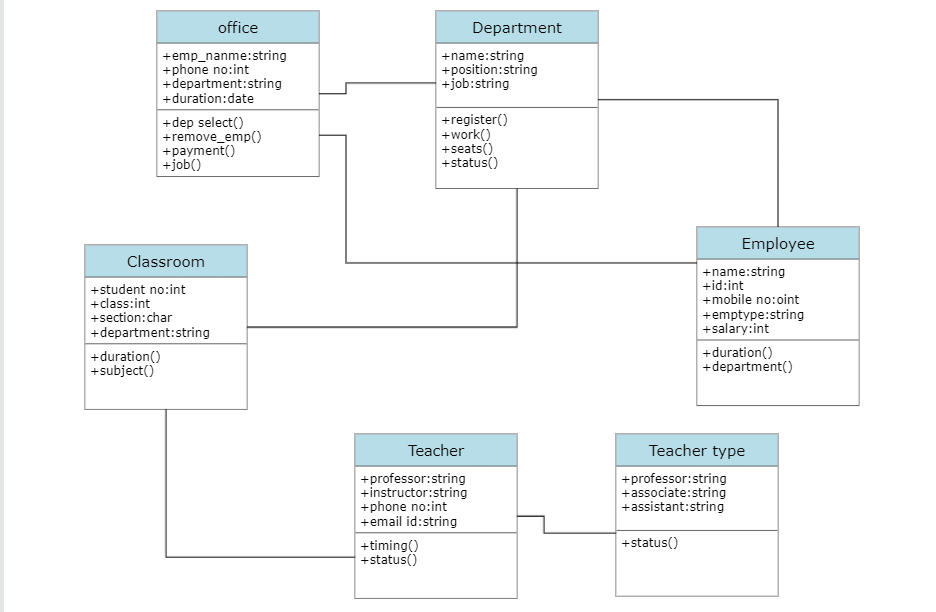 office
+emp_nanme:string
+phone no:int
+department:string
+duration:date
+dep select()
+remove_emp()
+payment()
+job()
Department
+name:string
+position:string
+job:string
+register()
+work()
+seats()
+status()
Employee
+name:string
+id:int
+mobile no:oint
+emptype:string
+salary:int
+duration()
+department()
Classroom
+student no:int
+class:int
+section:char
+department:string
+duration()
+subject()
Teacher
+professor:string
+instructor:string
+phone no:int
+email id:string
+timing()
+status()
Teacher type
+professor:string
+associate:string
+assistant:string
+status()